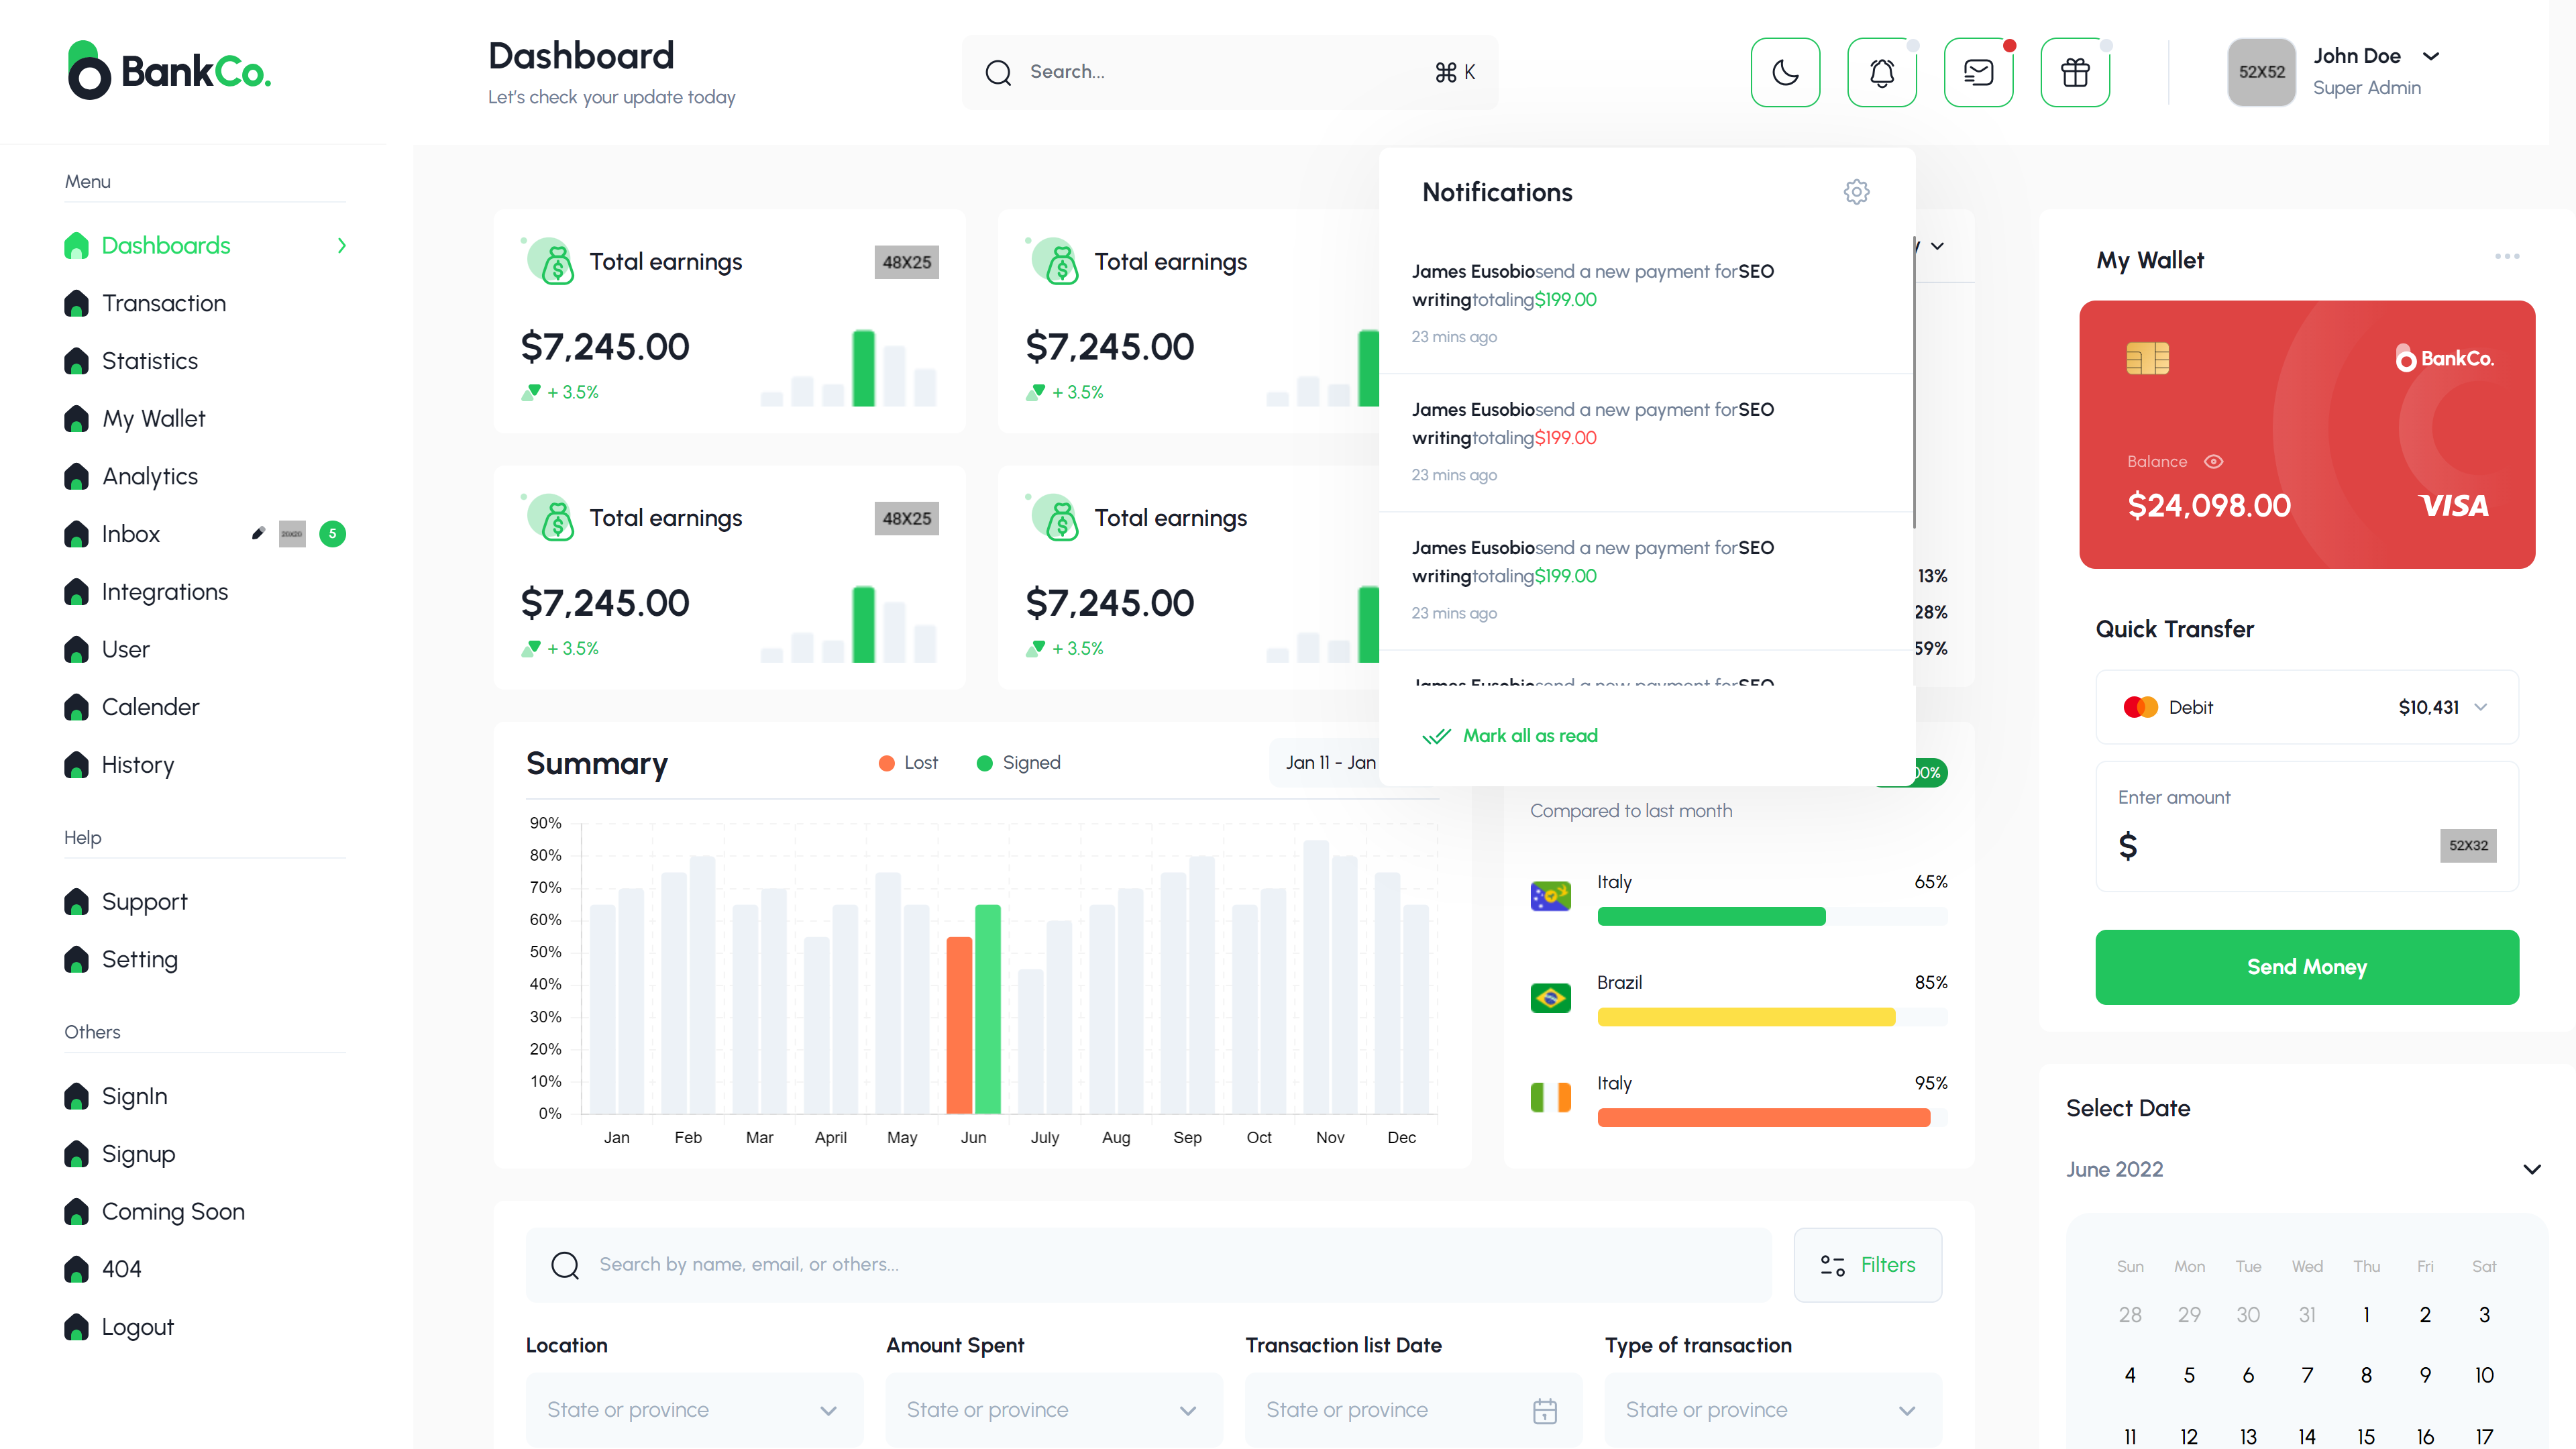 BankCo.
Dashboard
Let's check your update today
Search...
⌘ K
52X52
John Doe
Super Admin
Menu
Dashboards
Transaction
Statistics
My Wallet
Analytics
Inbox
20X20
5
Integrations
User
Calender
History
Help
Support
Setting
Others
SignIn
Signup
Coming Soon
404
Logout
Total earnings
48X25
$7,245.00
+ 3.5%
Total earnings
$7,245.00
+ 3.5%
Total earnings
48X25
$7,245.00
+ 3.5%
Total earnings
$7,245.00
+ 3.5%
Notifications
James Eusobiosend a new payment forSEO
writingtotaling$199.00
23 mins ago
James Eusobiosend a new payment forSEO
writingtotaling$199.00
23 mins ago
James Eusobiosend a new payment forSEO
writingtotaling$199.00
23 mins ago
James Eusobiosend a new payment forSEO
Mark all as read
13%
28%
59%
Summary
Lost
Signed
Jan 11 - Jan
90%
80%
70%
60%
50%
40%
30%
20%
10%
0%
Jan
Feb
Mar
April
May
Jun
July
Aug
Sep
Oct
Nov
Dec
Compared to last month
Italy
65%
Brazil
85%
Italy
95%
Search by name, email, or others...
Filters
Location
State or province
Amount Spent
State or province
Transaction list Date
State or province
Type of transaction
State or province
My Wallet
BankCo.
Balance
$24,098.00
VISA
Quick Transfer
Debit
$10,431
Enter amount
$
52X32
Send Money
Select Date
June 2022
Sun Mon Tue Wed Thu Fri Sat
28 29 30 31 1 2 3
4 5 6 7 8 9 10
11 12 13 14 15 16 17